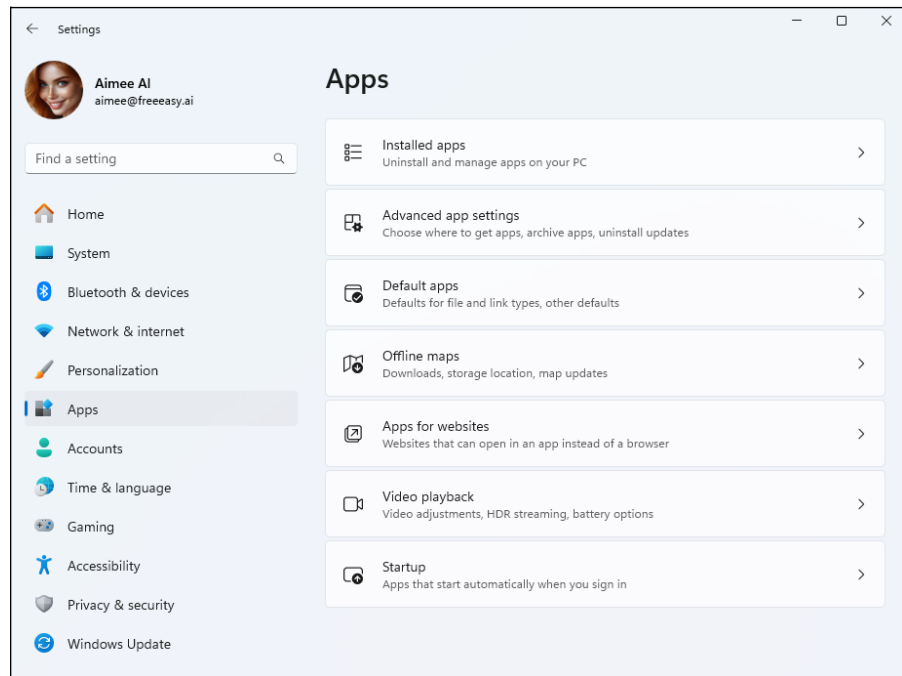 Settings
Aimee AI
aimee@freeeasy.ai
Find a setting
Home
System
Bluetooth & devices
Network & internet
Personalization
Apps
Accounts
Time & language
Gaming
Accessibility
Privacy & security
Windows Update
Apps
Installed apps
Uninstall and manage apps on your PC
Advanced app settings
Choose where to get apps, archive apps, uninstall updates
Default apps
Defaults for file and link types, other defaults
Offline maps
Downloads, storage location, map updates
Apps for websites
Websites that can open in an app instead of a browser
Video playback
Video adjustments, HDR streaming, battery options
Startup
Apps that start automatically when you sign in